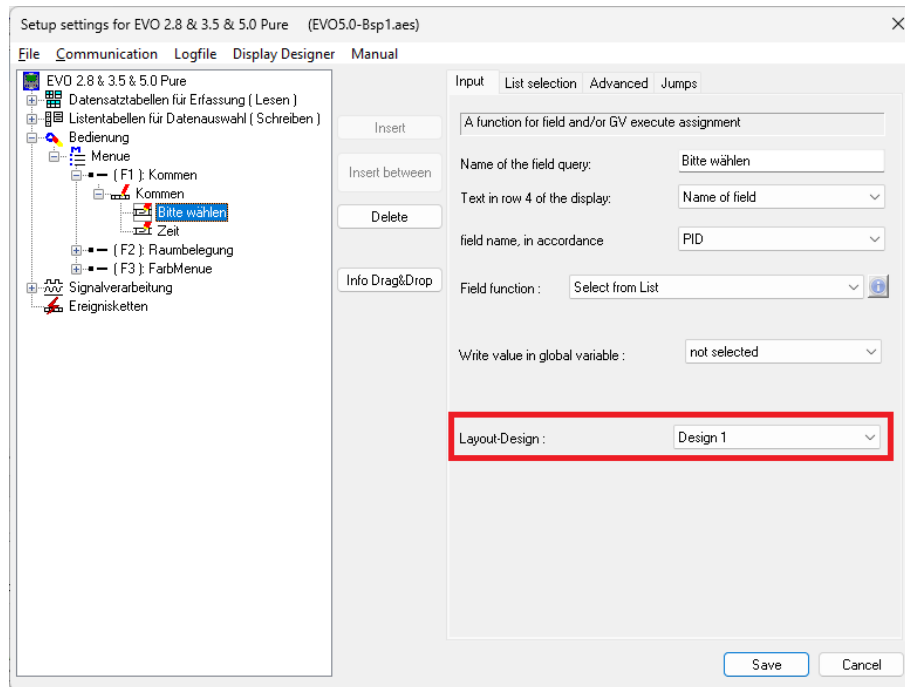 Setup settings for EVO 2.8 & 3.5 & 5.0 Pure (EVO5.0-Bsp1.aes)
File Communication Logfile Display Designer Manual
EVO 2.8 & 3.5 & 5.0 Pure
Datensatztabellen für Erfassung ( Lesen )
Listentabellen für Datenauswahl ( Schreiben )
Bedienung
Menue
( F1 ): Kommen
Kommen
Bitte wählen
Zeit
( F2 ): Raumbelegung
( F3 ): FarbMenue
Signalverarbeitung
Ereignisketten
Insert
Insert between
Delete
Info Drag&Drop
Input List selection Advanced Jumps
A function for field and/or GV execute assignment
Name of the field query: Bitte wählen
Text in row 4 of the display: Name of field
field name, in accordance PID
Field function : Select from List
Write value in global variable : not selected
Layout-Design : Design 1
Save Cancel